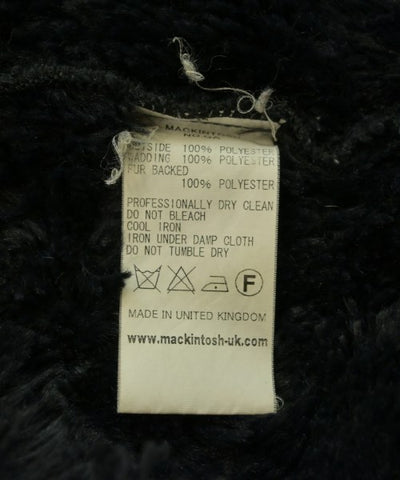 MACKINTOSH
OUTSIDE 100% POLYESTER
WADDING 100% POLYESTER
FUR BACKED
100% POLYESTER
PROFESSIONALLY DRY CLEAN
DO NOT BLEACH
COOL IRON
IRON UNDER DAMP CLOTH
DO NOT TUMBLE DRY
F
MADE IN UNITED KINGDOM
www.mackintosh-uk.com